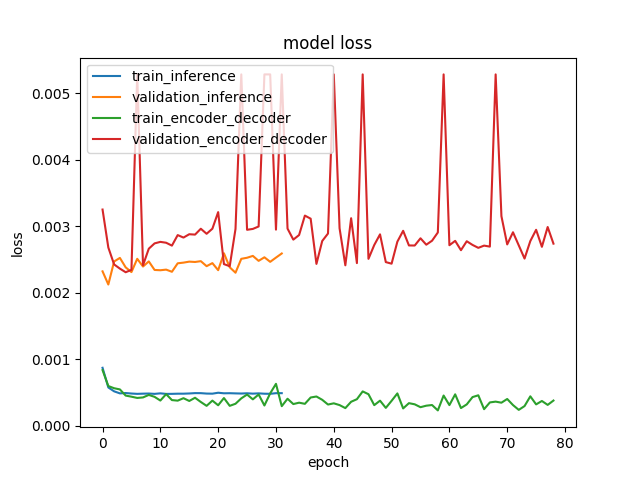 model loss
train_inference
validation_inference
train_encoder_decoder
validation_encoder_decoder
loss
0.005
0.004
0.003
0.002
0.001
0.000
0 10 20 30 40 50 60 70 80
epoch